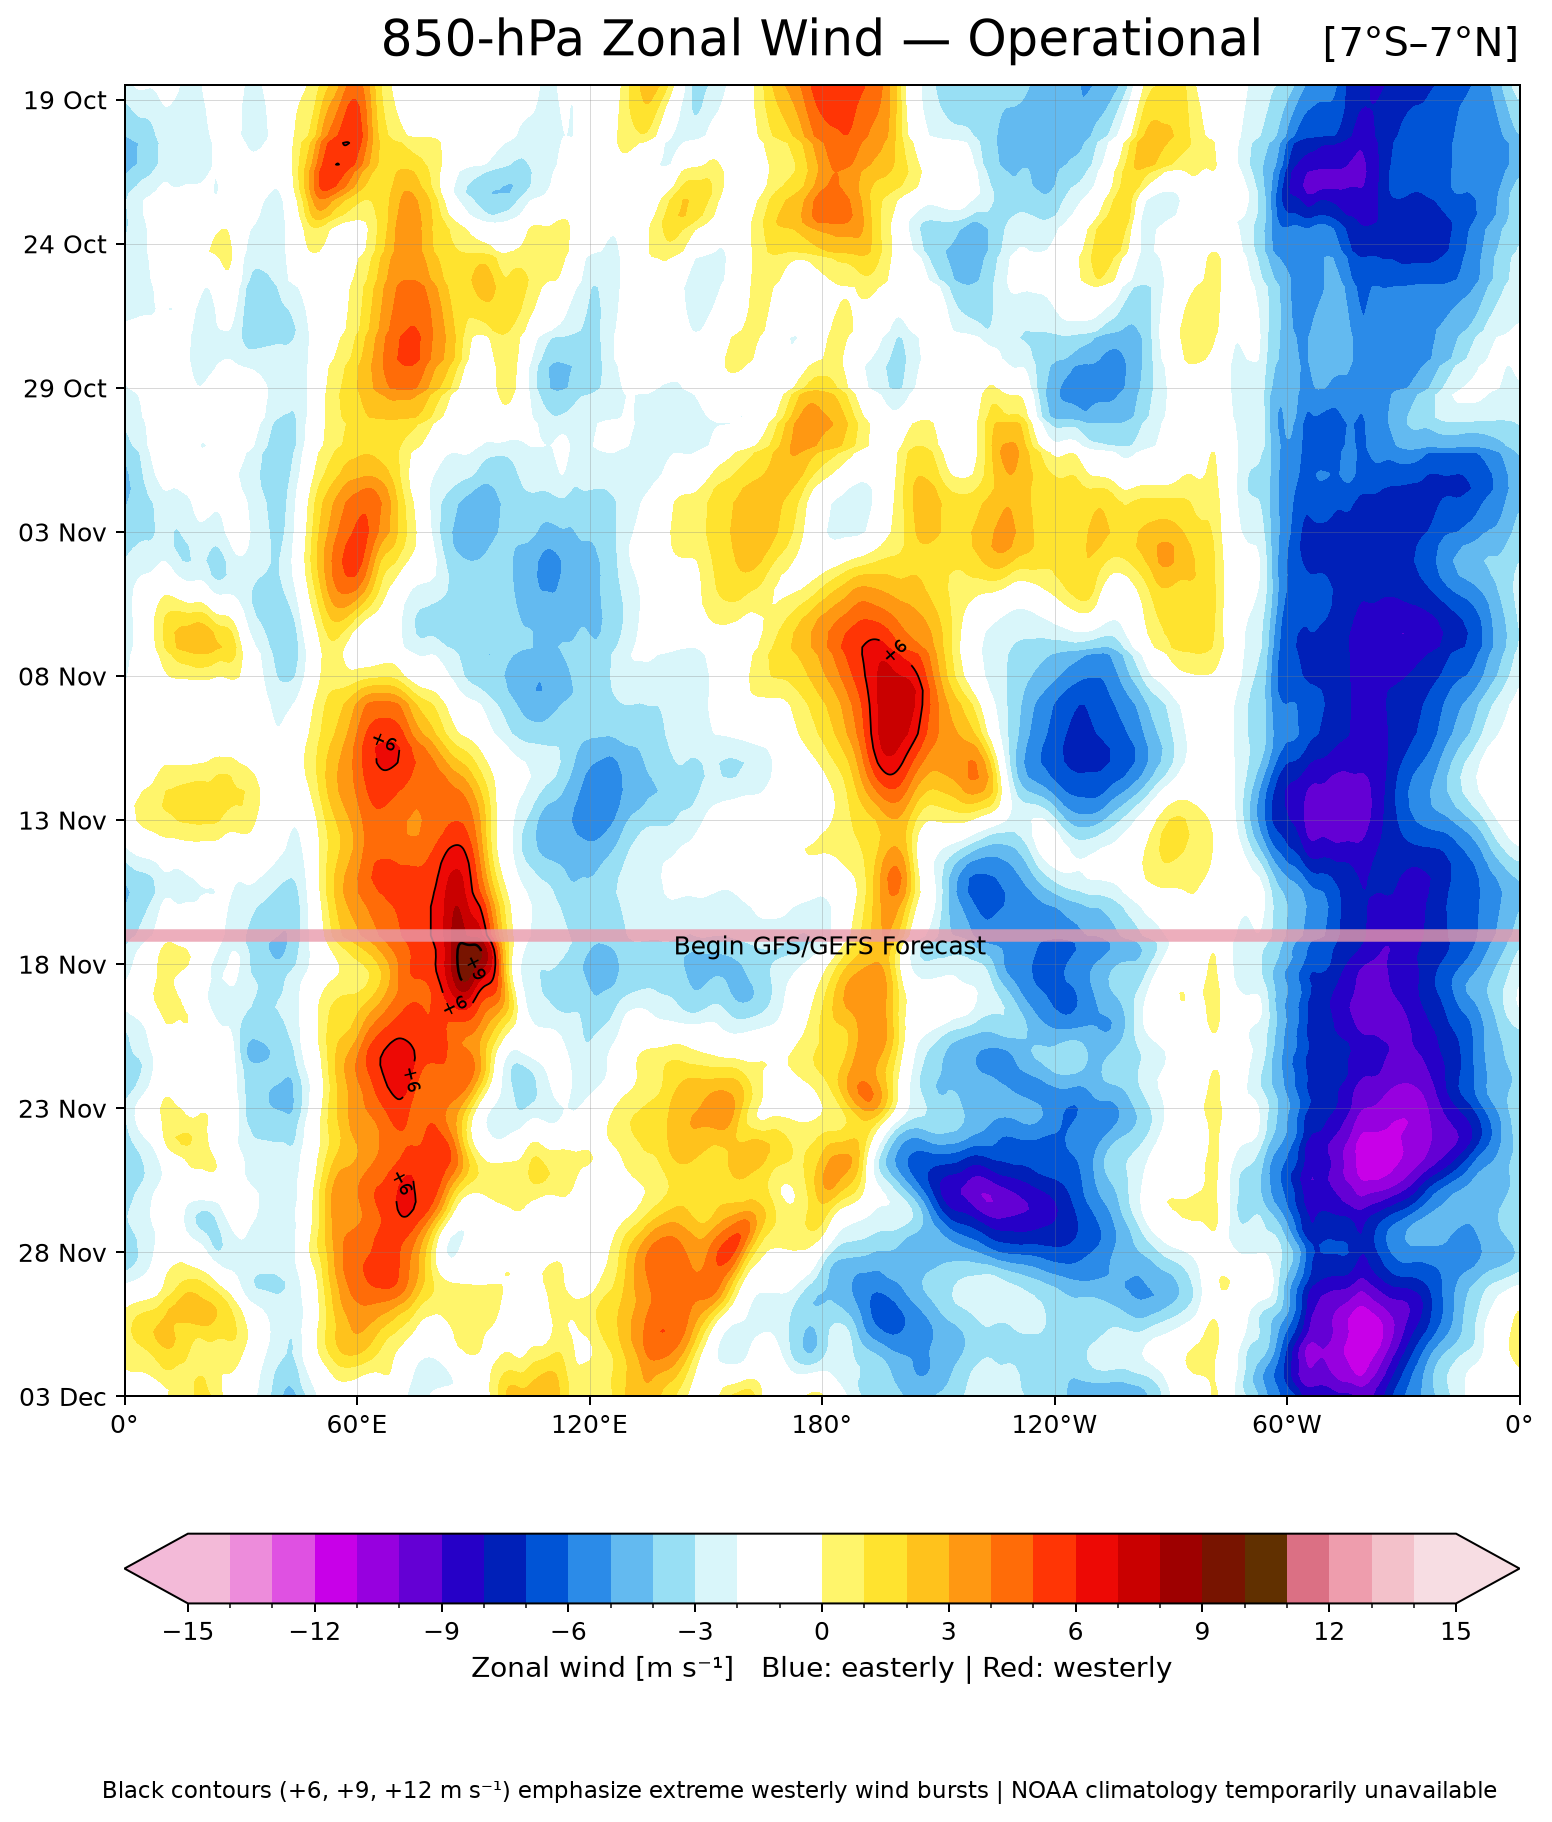 850-hPa Zonal Wind — Operational [7°S–7°N]
19 Oct
24 Oct
29 Oct
03 Nov
08 Nov
13 Nov
18 Nov
23 Nov
28 Nov
03 Dec
+6
+6
Begin GFS/GEFS Forecast
+9
+6
+6
+6
0° 60°E 120°E 180° 120°W 60°W 0°
−15 −12 −9 −6 −3 0 3 6 9 12 15
Zonal wind [m s⁻¹] Blue: easterly | Red: westerly
Black contours (+6, +9, +12 m s⁻¹) emphasize extreme westerly wind bursts | NOAA climatology temporarily unavailable